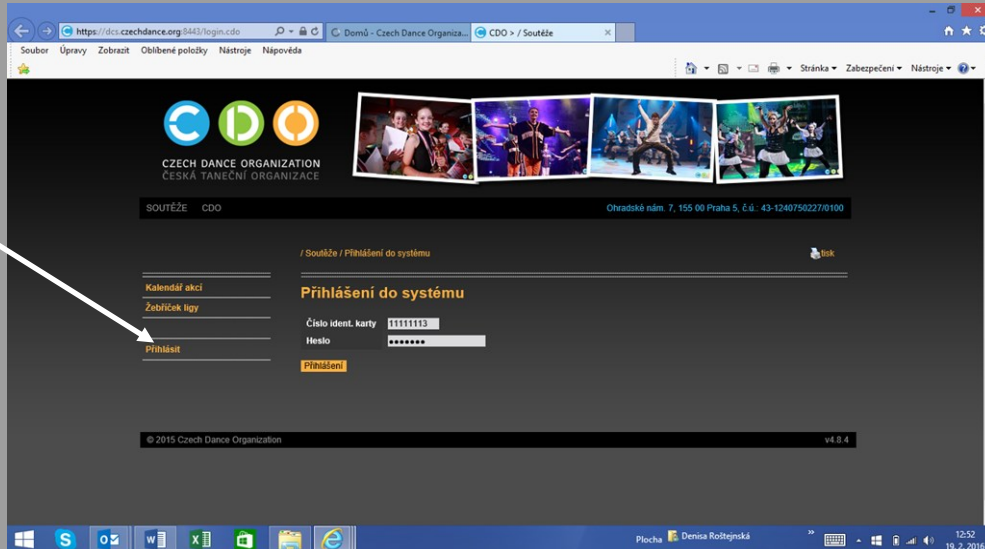 https://dcs.czechdance.org:8443/login.cdo
Domů - Czech Dance Organiza...
CDO > / Soutěže
Soubor Úpravy Zobrazit Oblíbené položky Nástroje Nápověda
Stránka Zabezpečení Nástroje
CDO
CZECH DANCE ORGANIZATION
ČESKÁ TANEČNÍ ORGANIZACE
SOUTĚŽE CDO
Ohradské nám. 7, 155 00 Praha 5, č.ú.: 43-1240750227/0100
/ Soutěže / Přihlášení do systému
tisk
Kalendář akcí
Žebříček ligy
Přihlásit
Přihlášení do systému
Číslo ident. karty 11111113
Heslo •••••••
Přihlášení
© 2015 Czech Dance Organization
v4.8.4
Plocha Denisa Roštejnská
12:52
19. 2. 2016